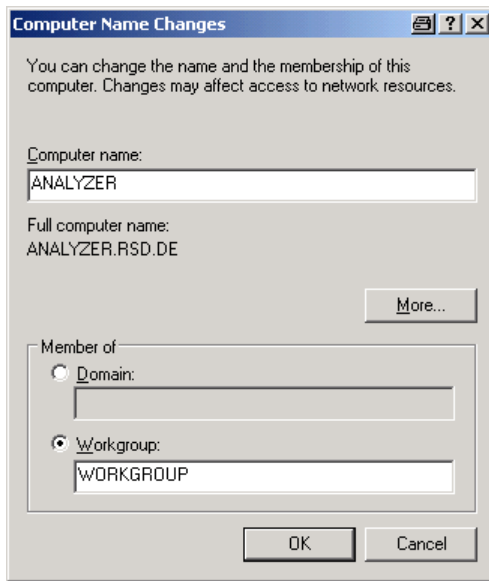 Computer Name Changes
You can change the name and the membership of this
computer. Changes may affect access to network resources.
Computer name:
ANALYZER
Full computer name:
ANALYZER.RSD.DE
More...
Member of
Domain:
Workgroup:
WORKGROUP
OK Cancel